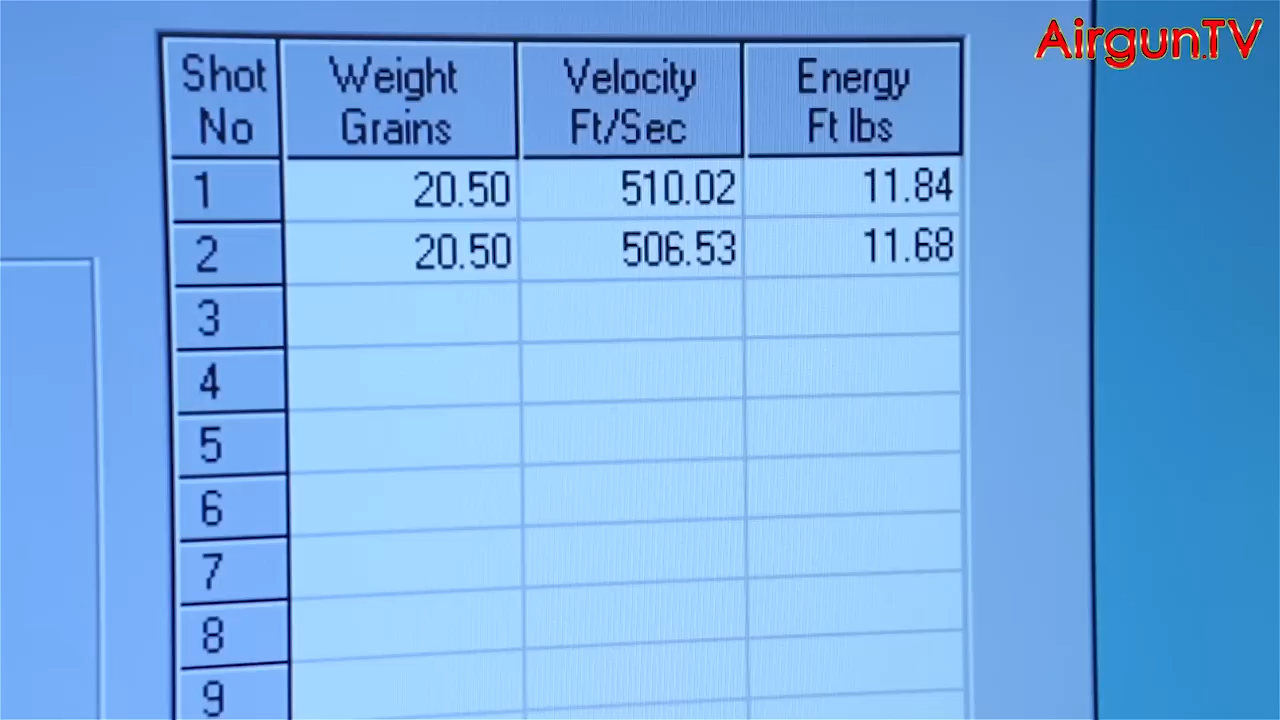 AirgunTV
Shot No Weight Grains Velocity Ft/Sec Energy Ft lbs
1 20.50 510.02 11.84
2 20.50 506.53 11.68
3
4
5
6
7
8
9